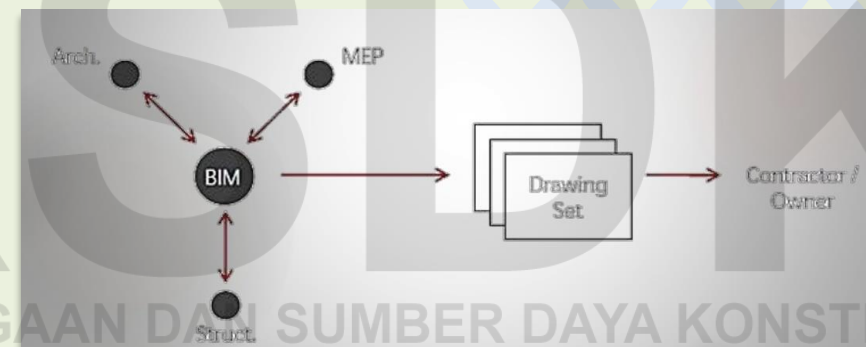 Arch.
MEP
BIM
Drawing
Set
Contractor /
Owner
Struct.
SDK
GAAN DAN SUMBER DAYA KONST